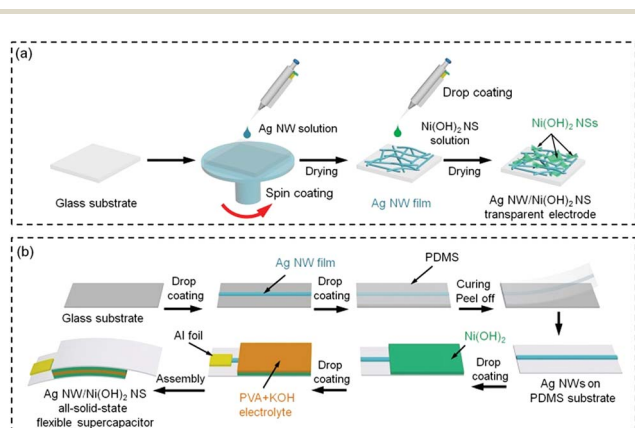 (a)
Drop coating
Ag NW solution
Ni(OH)₂ NS
solution
Ni(OH)₂ NSs
Drying
Drying
Glass substrate
Spin coating
Ag NW film
Ag NW/Ni(OH)₂ NS
transparent electrode
(b)
Ag NW film
PDMS
Drop
coating
Drop
coating
Curing
Peel off
Glass substrate
Al foil
Ni(OH)₂
Assembly
Drop
coating
Drop
coating
Ag NWs on
PDMS substrate
PVA+KOH
electrolyte
Ag NW/Ni(OH)₂ NS
all-solid-state
flexible supercapacitor